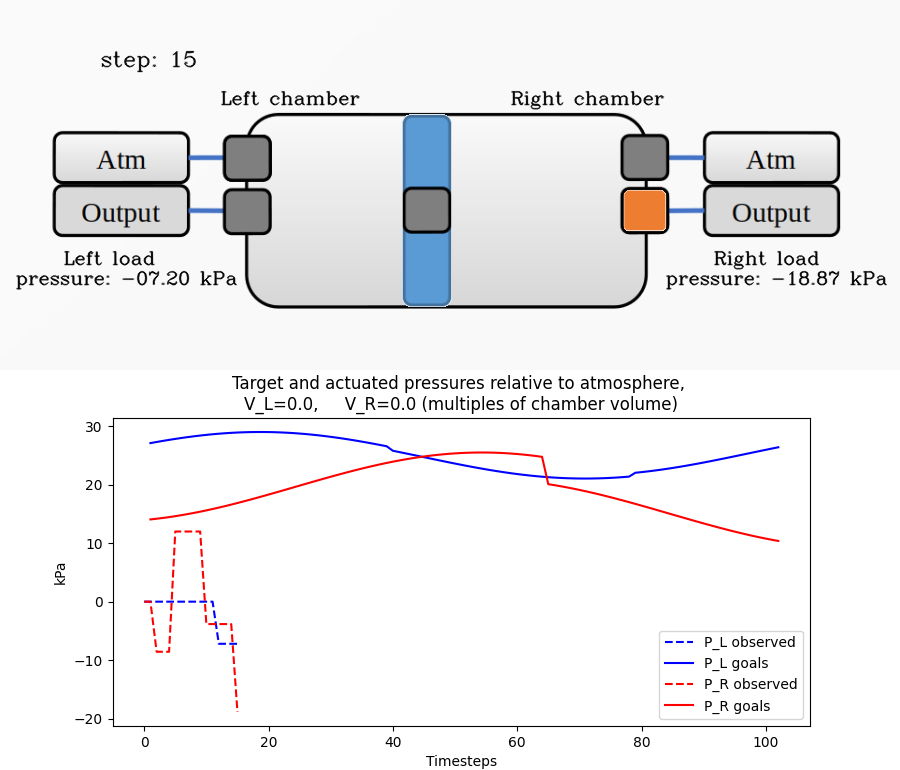 step: 15
Left chamber
Right chamber
Atm
Atm
Output
Output
Left load
pressure: -07.20 kPa
Right load
pressure: -18.87 kPa
Target and actuated pressures relative to atmosphere,
V_L=0.0, V_R=0.0 (multiples of chamber volume)
30
20
10
0
−10
−20
kPa
P_L observed
P_L goals
P_R observed
P_R goals
0 20 40 60 80 100
Timesteps